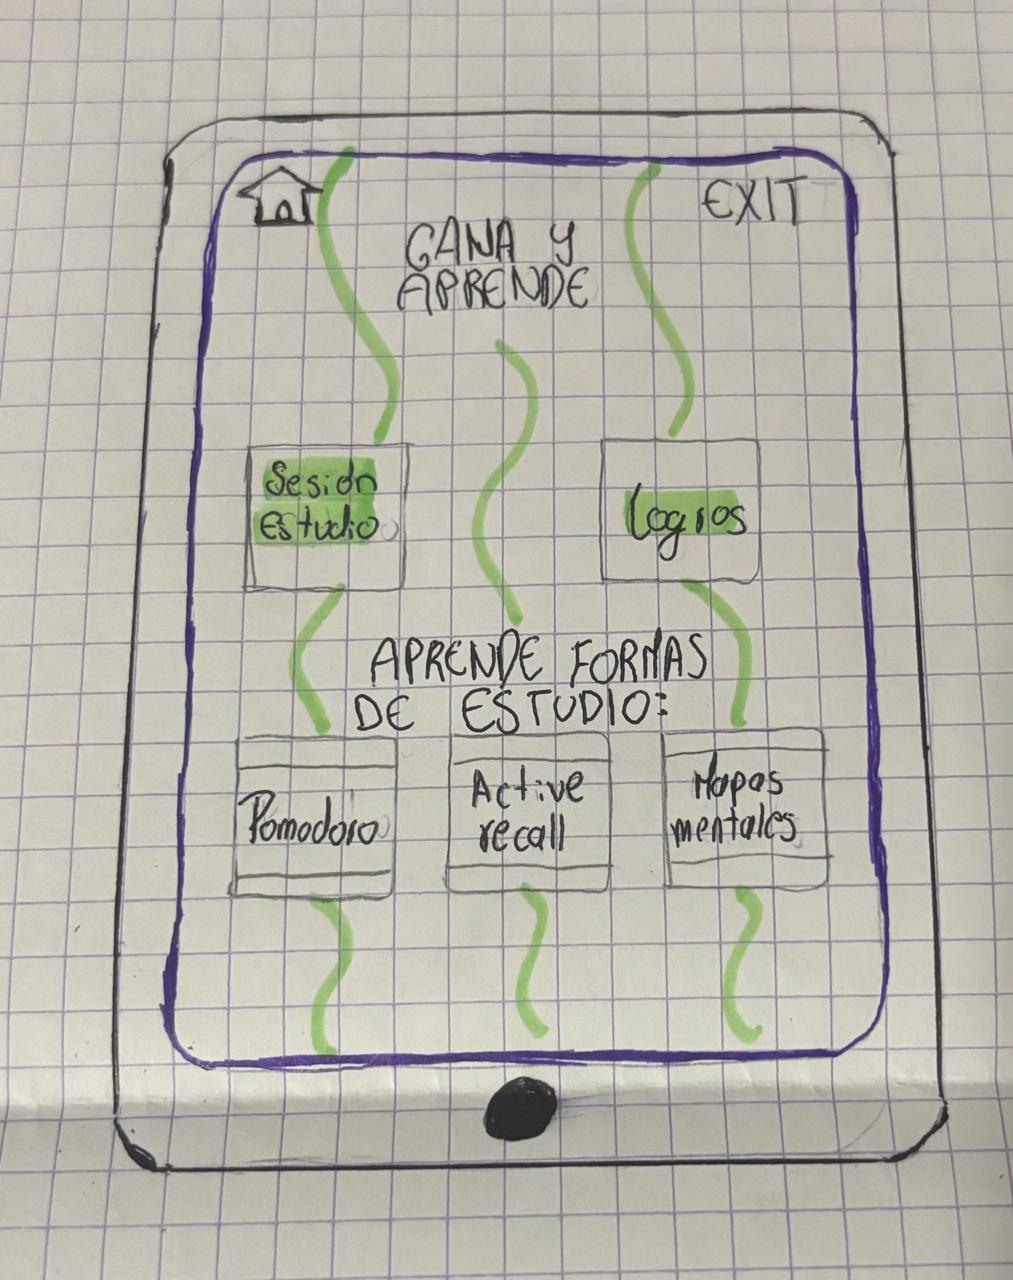 EXIT
GANA Y
APRENDE
Sesión
Estudio
Logros
APRENDE FORMAS
DE ESTUDIO:
Pomodoro
Active
recall
Mapas
mentales